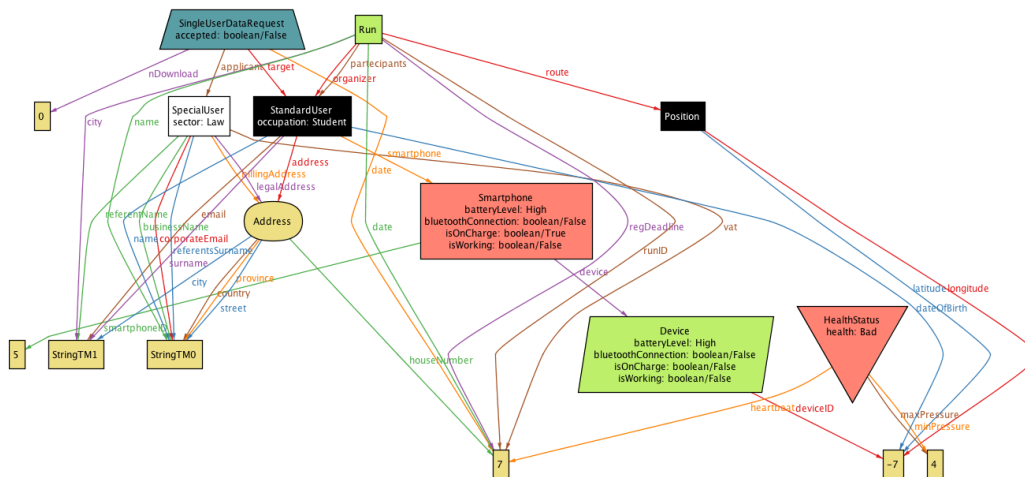 SingleUserDataRequest
accepted: boolean/False
Run
nDownload
applicant
target
organizer
partecipants
route
0
city
name
SpecialUser
sector: Law
StandardUser
occupation: Student
Position
billingAddress
legalAddress
address
smartphone
date
Smartphone
batteryLevel: High
bluetoothConnection: boolean/False
isOnCharge: boolean/True
isWorking: boolean/False
referentName
businessName
name
corporateEmail
email
referentsSurname
surname
Address
date
regDeadime
runID
vat
device
city
province
country
street
latitude
longitude
dateOfBirth
smartphoneID
5
StringTM1
StringTM0
houseNumber
Device
batteryLevel: High
bluetoothConnection: boolean/False
isOnCharge: boolean/False
isWorking: boolean/False
HealthStatus
health: Bad
heartbeat
deviceID
maxPressure
minPressure
7
-7
4